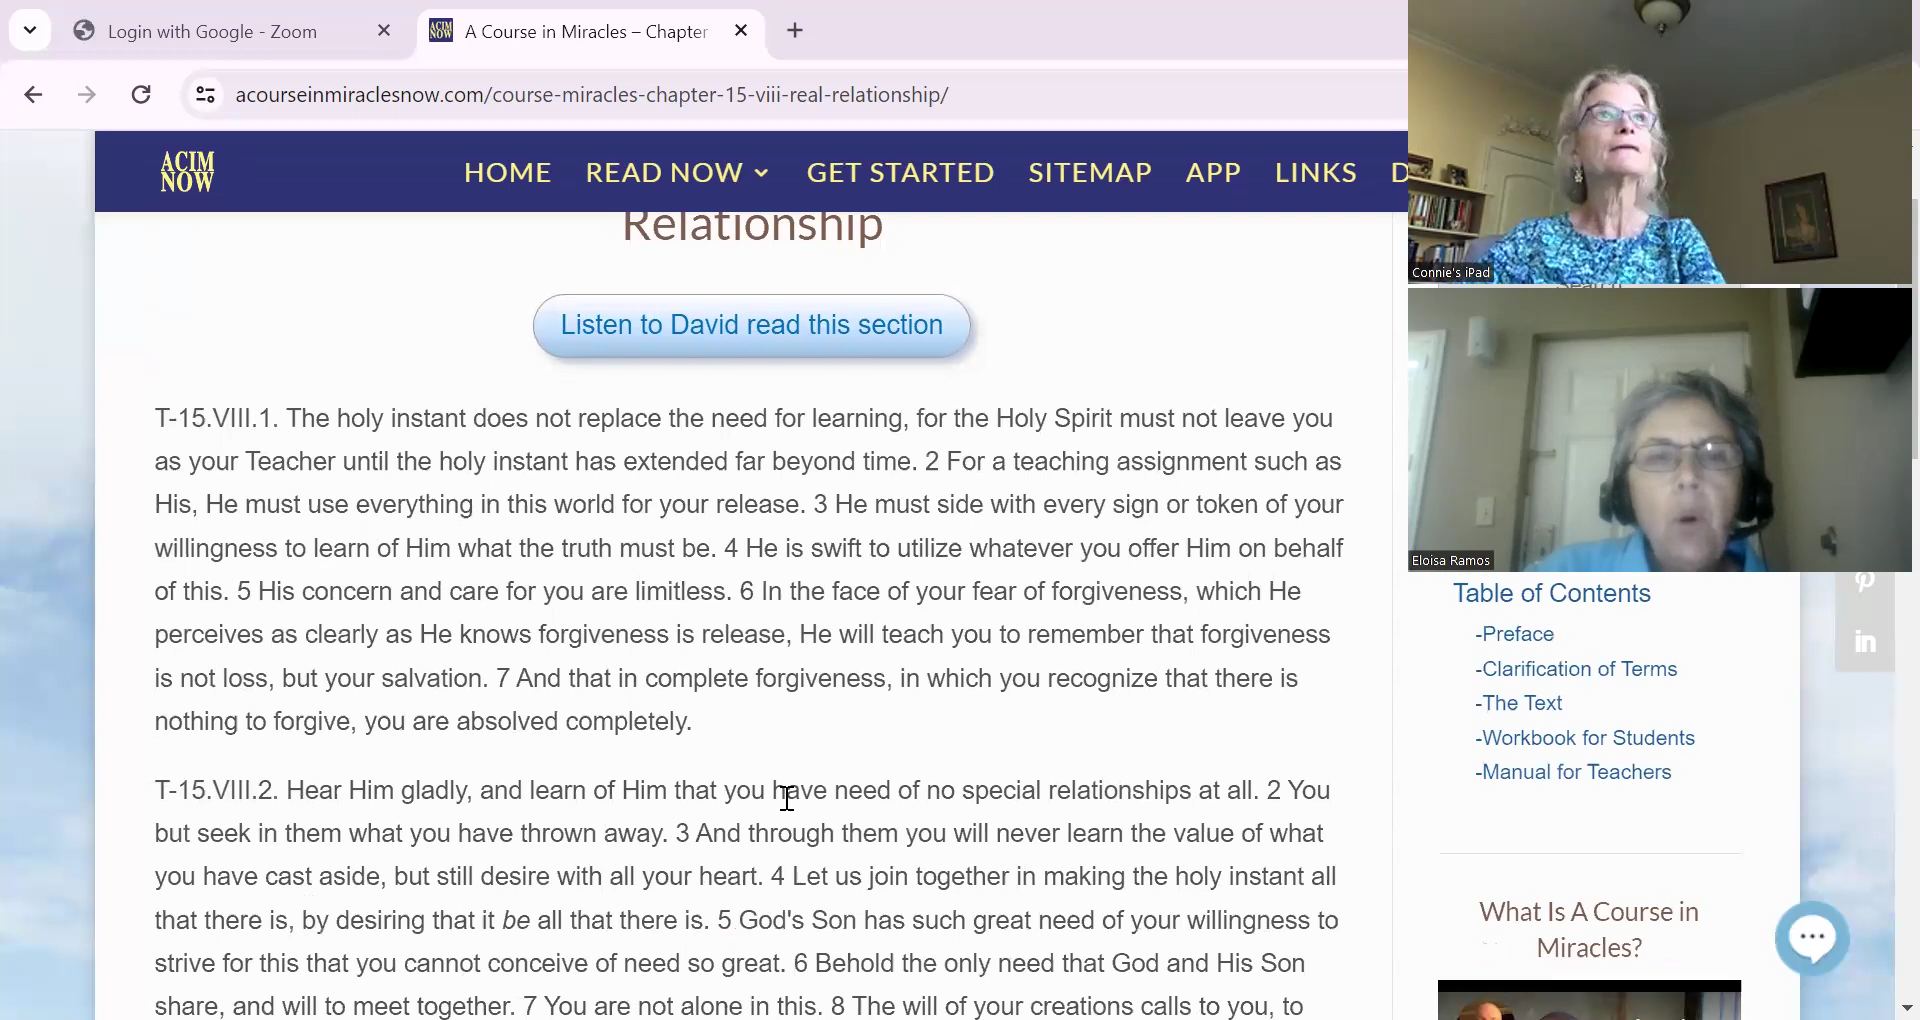 Login with Google - Zoom
ACIM NOW
A Course in Miracles – Chapter
acourseinmiraclesnow.com/course-miracles-chapter-15-viii-real-relationship/
ACIM
NOW
HOME READ NOW GET STARTED SITEMAP APP LINKS D
Relationship
Listen to David read this section
T-15.VIII.1. The holy instant does not replace the need for learning, for the Holy Spirit must not leave you
as your Teacher until the holy instant has extended far beyond time. 2 For a teaching assignment such as
His, He must use everything in this world for your release. 3 He must side with every sign or token of your
willingness to learn of Him what the truth must be. 4 He is swift to utilize whatever you offer Him on behalf
of this. 5 His concern and care for you are limitless. 6 In the face of your fear of forgiveness, which He
perceives as clearly as He knows forgiveness is release, He will teach you to remember that forgiveness
is not loss, but your salvation. 7 And that in complete forgiveness, in which you recognize that there is
nothing to forgive, you are absolved completely.
T-15.VIII.2. Hear Him gladly, and learn of Him that you have need of no special relationships at all. 2 You
but seek in them what you have thrown away. 3 And through them you will never learn the value of what
you have cast aside, but still desire with all your heart. 4 Let us join together in making the holy instant all
that there is, by desiring that it be all that there is. 5 God's Son has such great need of your willingness to
strive for this that you cannot conceive of need so great. 6 Behold the only need that God and His Son
share, and will to meet together. 7 You are not alone in this. 8 The will of your creations calls to you, to
Connie's iPad
Search
Eloisa Ramos
Table of Contents
-Preface
-Clarification of Terms
-The Text
-Workbook for Students
-Manual for Teachers
What Is A Course in
Miracles?